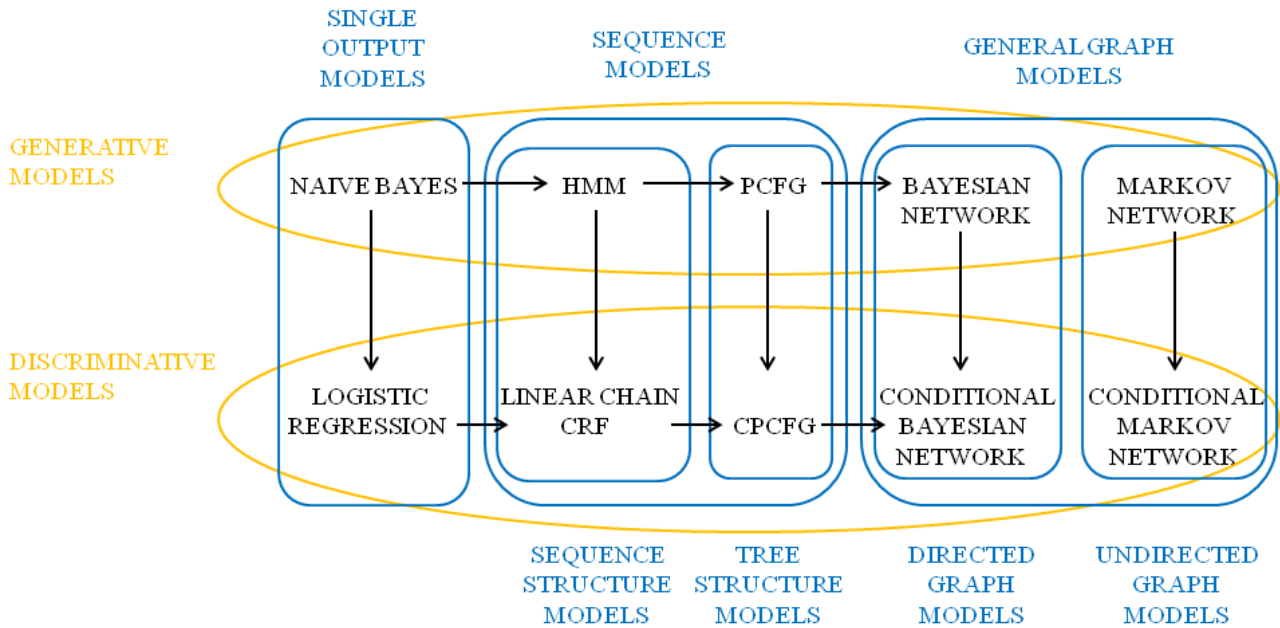 SINGLE
OUTPUT
MODELS
SEQUENCE
MODELS
GENERAL GRAPH
MODELS
GENERATIVE
MODELS
NAIVE BAYES
HMM
PCFG
BAYESIAN
NETWORK
MARKOV
NETWORK
DISCRIMINATIVE
MODELS
LOGISTIC
REGRESSION
LINEAR CHAIN
CRF
CPCFG
CONDITIONAL
BAYESIAN
NETWORK
CONDITIONAL
MARKOV
NETWORK
SEQUENCE
STRUCTURE
MODELS
TREE
STRUCTURE
MODELS
DIRECTED
GRAPH
MODELS
UNDIRECTED
GRAPH
MODELS